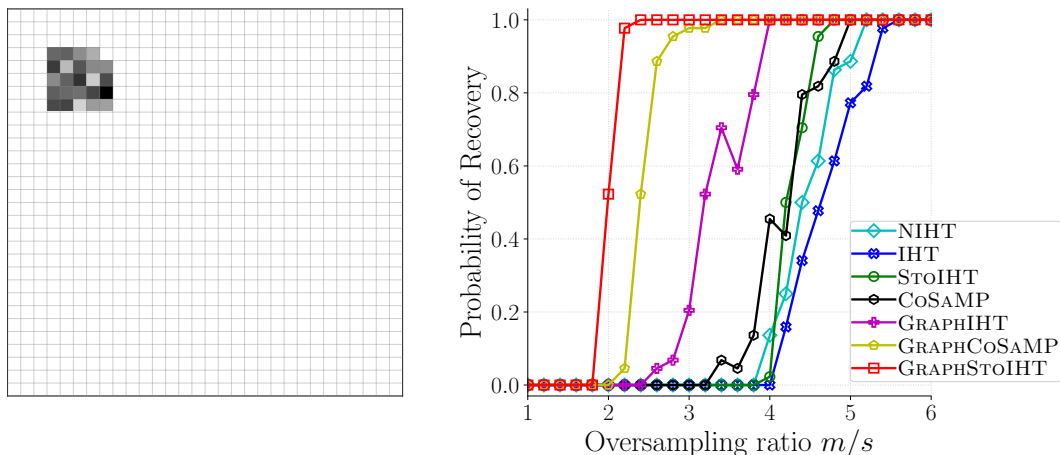 1.0
0.8
0.6
0.4
0.2
0.0
Probability of Recovery
NIHT
IHT
StoIHT
CoSaMP
GraphIHT
GraphCoSaMP
GraphStoIHT
1 2 3 4 5 6
Oversampling ratio m/s